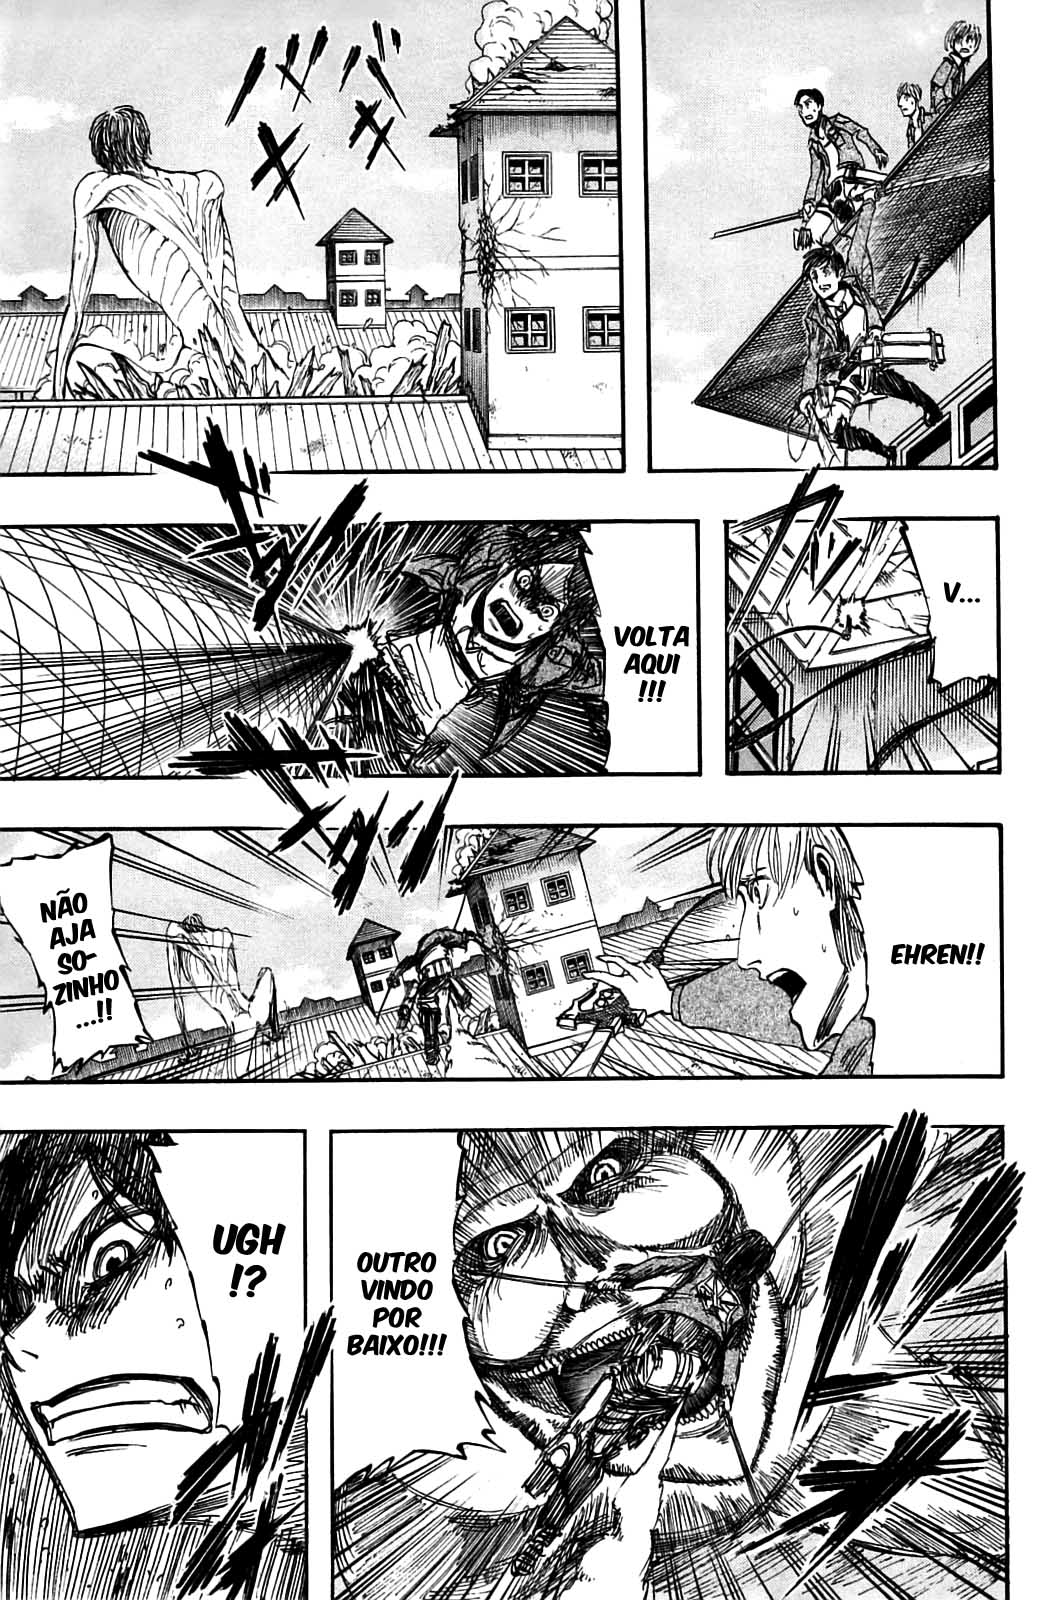 V...
VOLTA
AQUI
!!!
EHREN!!
NÃO
AJA
SO-
ZINHO
...!!
OUTRO
VINDO
POR
BAIXO!!!
UGH
!?